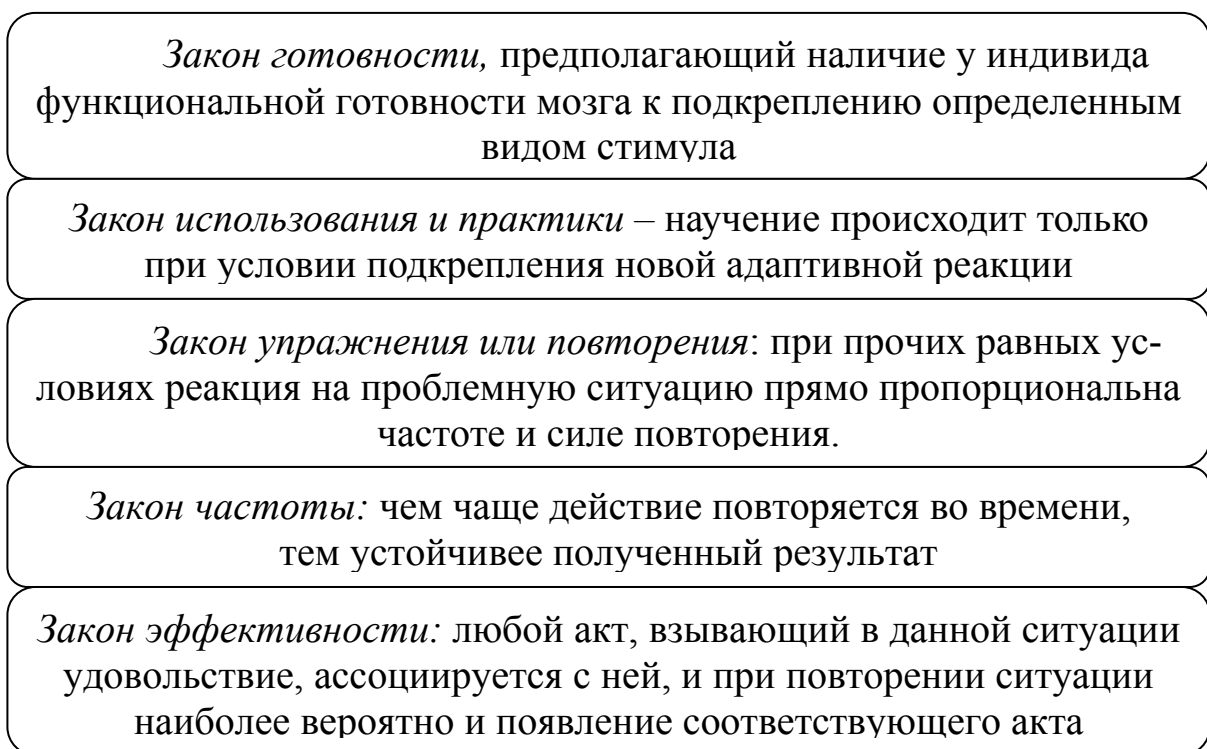 Закон готовности, предполагающий наличие у индивида
функциональной готовности мозга к подкреплению определенным
видом стимула
Закон использования и практики – научение происходит только
при условии подкрепления новой адаптивной реакции
Закон упражнения или повторения: при прочих равных ус-
ловиях реакция на проблемную ситуацию прямо пропорциональна
частоте и силе повторения.
Закон частоты: чем чаще действие повторяется во времени,
тем устойчивее полученный результат
Закон эффективности: любой акт, взывающий в данной ситуации
удовольствие, ассоциируется с ней, и при повторении ситуации
наиболее вероятно и появление соответствующего акта